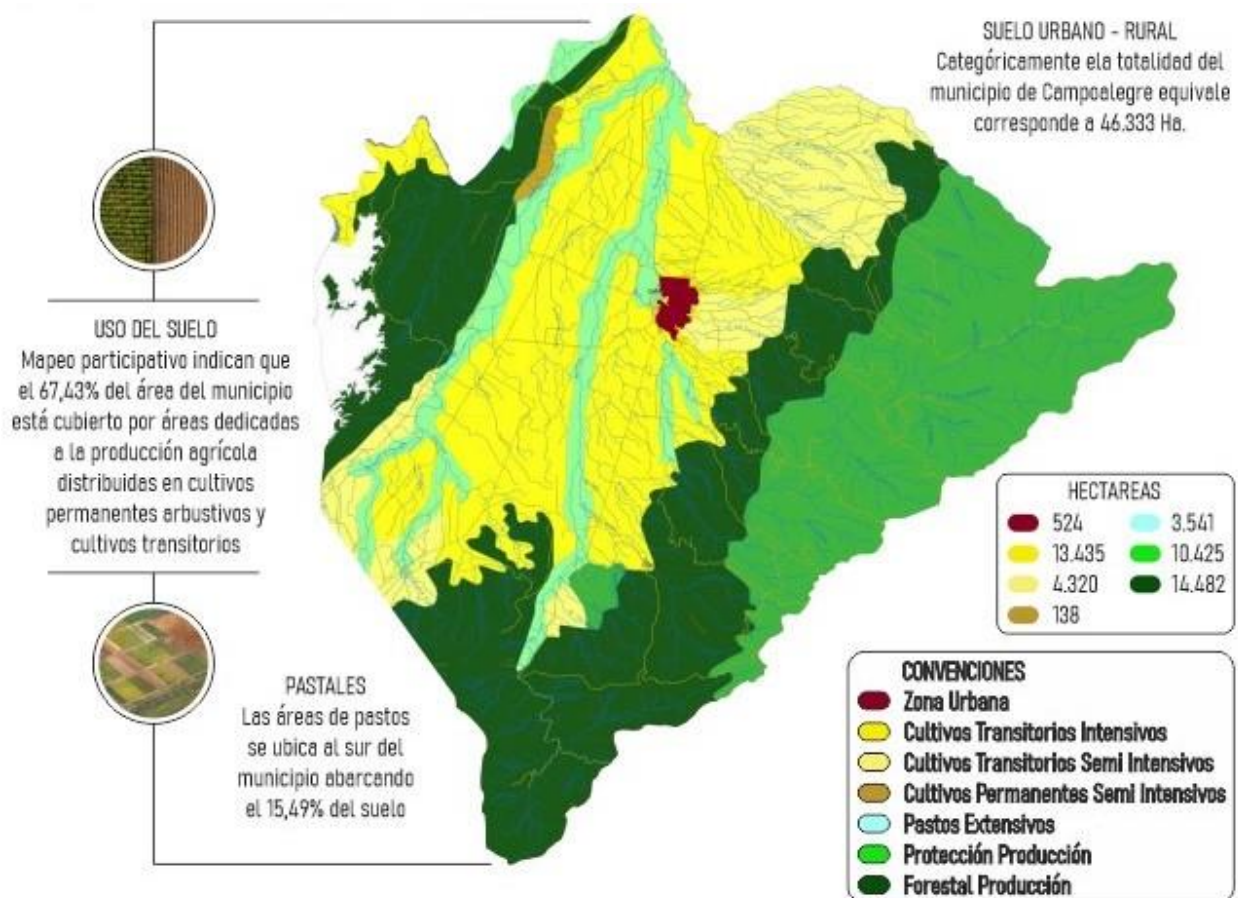 SUELO URBANO - RURAL
Categóricamente ela totalidad del
municipio de Campoalegre equivale
corresponde a 46.333 Ha.
USO DEL SUELO
Mapeo participativo indican que
el 67,43% del área del municipio
está cubierto por áreas dedicadas
a la producción agrícola
distribuidas en cultivos
permanentes arbustivos y
cultivos transitorios
PASTALES
Las áreas de pastos
se ubica al sur del
municipio abarcando
el 15,49% del suelo
HECTAREAS
524
13.435
4.320
138
3.541
10.425
14.482
CONVENCIONES
Zona Urbana
Cultivos Transitorios Intensivos
Cultivos Transitorios Semi Intensivos
Cultivos Permanentes Semi Intensivos
Pastos Extensivos
Protección Producción
Forestal Producción